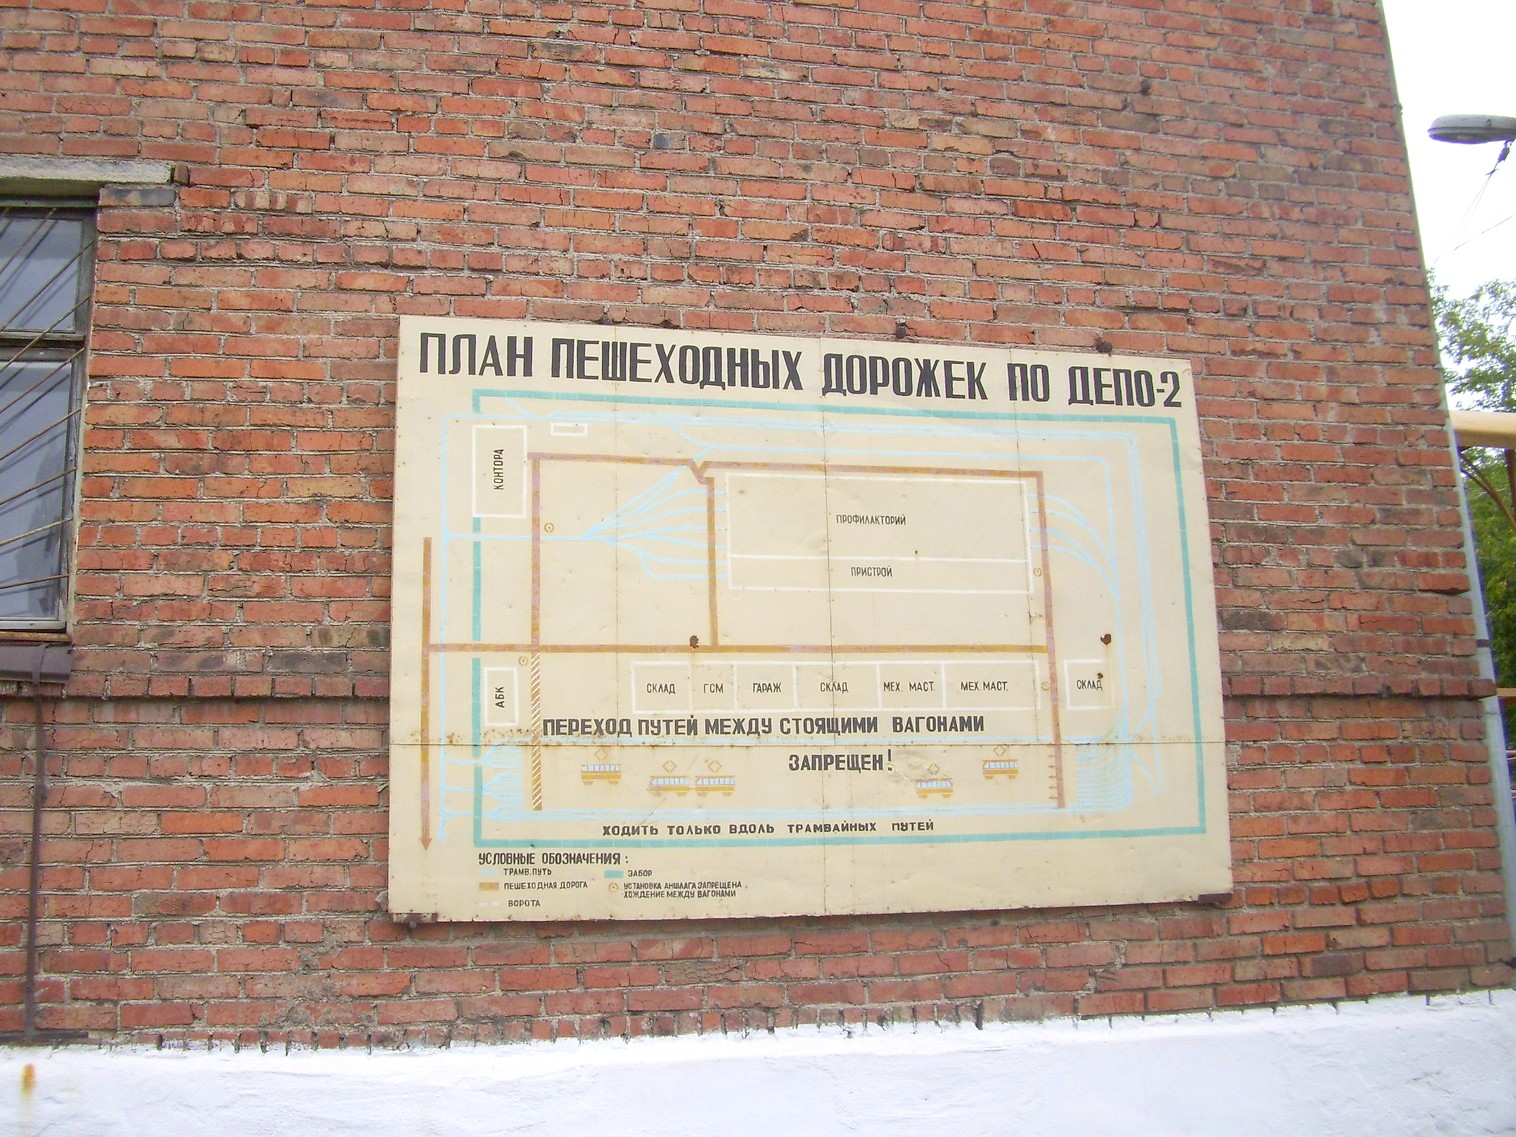 ПЛАН ПЕШЕХОДНЫХ ДОРОЖЕК ПО ДЕПО-2
КОНТОРА
ПРОФИЛАКТОРИЙ
ПРИСТРОЙ
АБК
СКЛАД ГСМ ГАРАЖ СКЛАД МЕХ. МАСТ. МЕХ. МАСТ. СКЛАД
ПЕРЕХОД ПУТЕЙ МЕЖДУ СТОЯЩИМИ ВАГОНАМИ
ЗАПРЕЩЕН!
ХОДИТЬ ТОЛЬКО ВДОЛЬ ТРАМВАЙНЫХ ПУТЕЙ
УСЛОВНЫЕ ОБОЗНАЧЕНИЯ:
ТРАМВ. ПУТЬ
ПЕШЕХОДНАЯ ДОРОГА
ВОРОТА
ЗАБОР
УСТАНОВКА АНШЛАГА ЗАПРЕЩЕНА
ХОЖДЕНИЕ МЕЖДУ ВАГОНАМИ